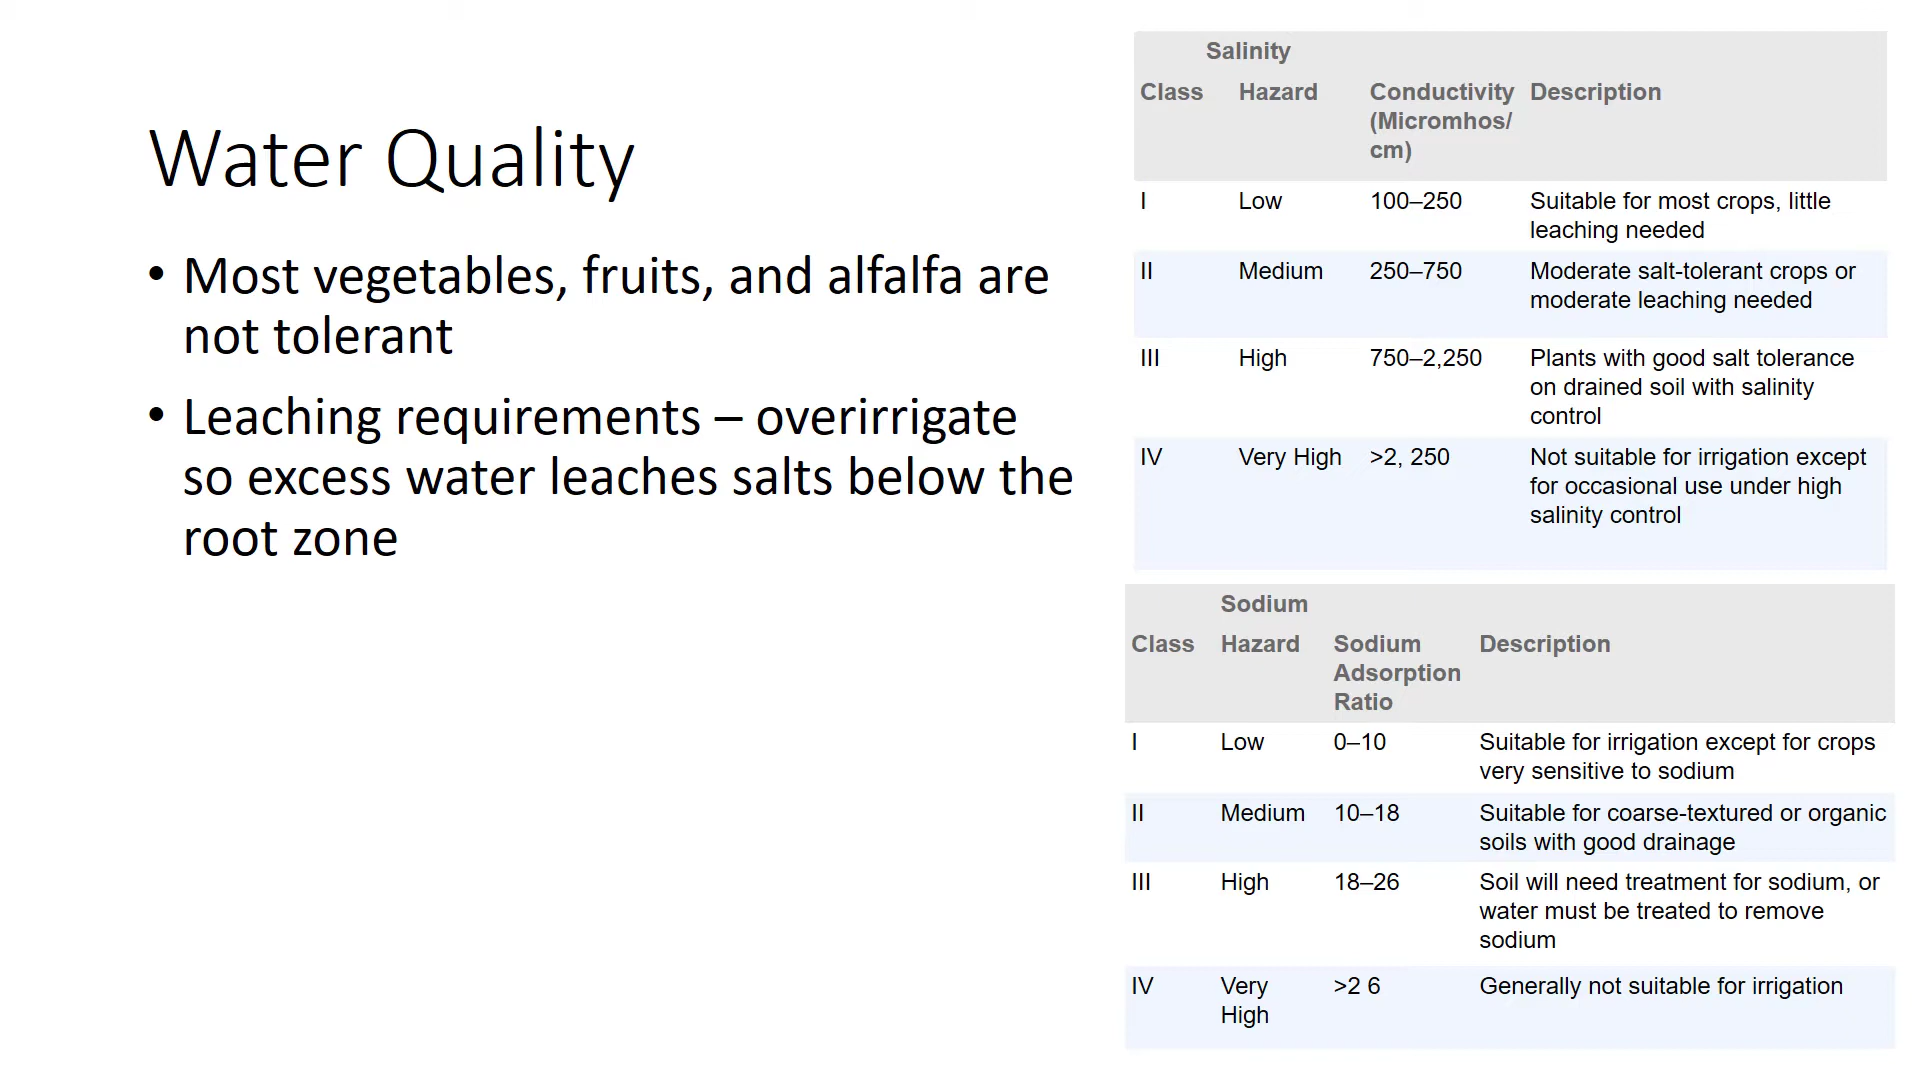 Water Quality
• Most vegetables, fruits, and alfalfa are
not tolerant
• Leaching requirements – overirrigate
so excess water leaches salts below the
root zone
Salinity
Class Hazard Conductivity Description
(Micromhos/
cm)
I Low 100–250 Suitable for most crops, little
leaching needed
II Medium 250–750 Moderate salt-tolerant crops or
moderate leaching needed
III High 750–2,250 Plants with good salt tolerance
on drained soil with salinity
control
IV Very High >2, 250 Not suitable for irrigation except
for occasional use under high
salinity control
Sodium
Class Hazard Sodium Description
Adsorption
Ratio
I Low 0–10 Suitable for irrigation except for crops
very sensitive to sodium
II Medium 10–18 Suitable for coarse-textured or organic
soils with good drainage
III High 18–26 Soil will need treatment for sodium, or
water must be treated to remove
sodium
IV Very >2 6 Generally not suitable for irrigation
High